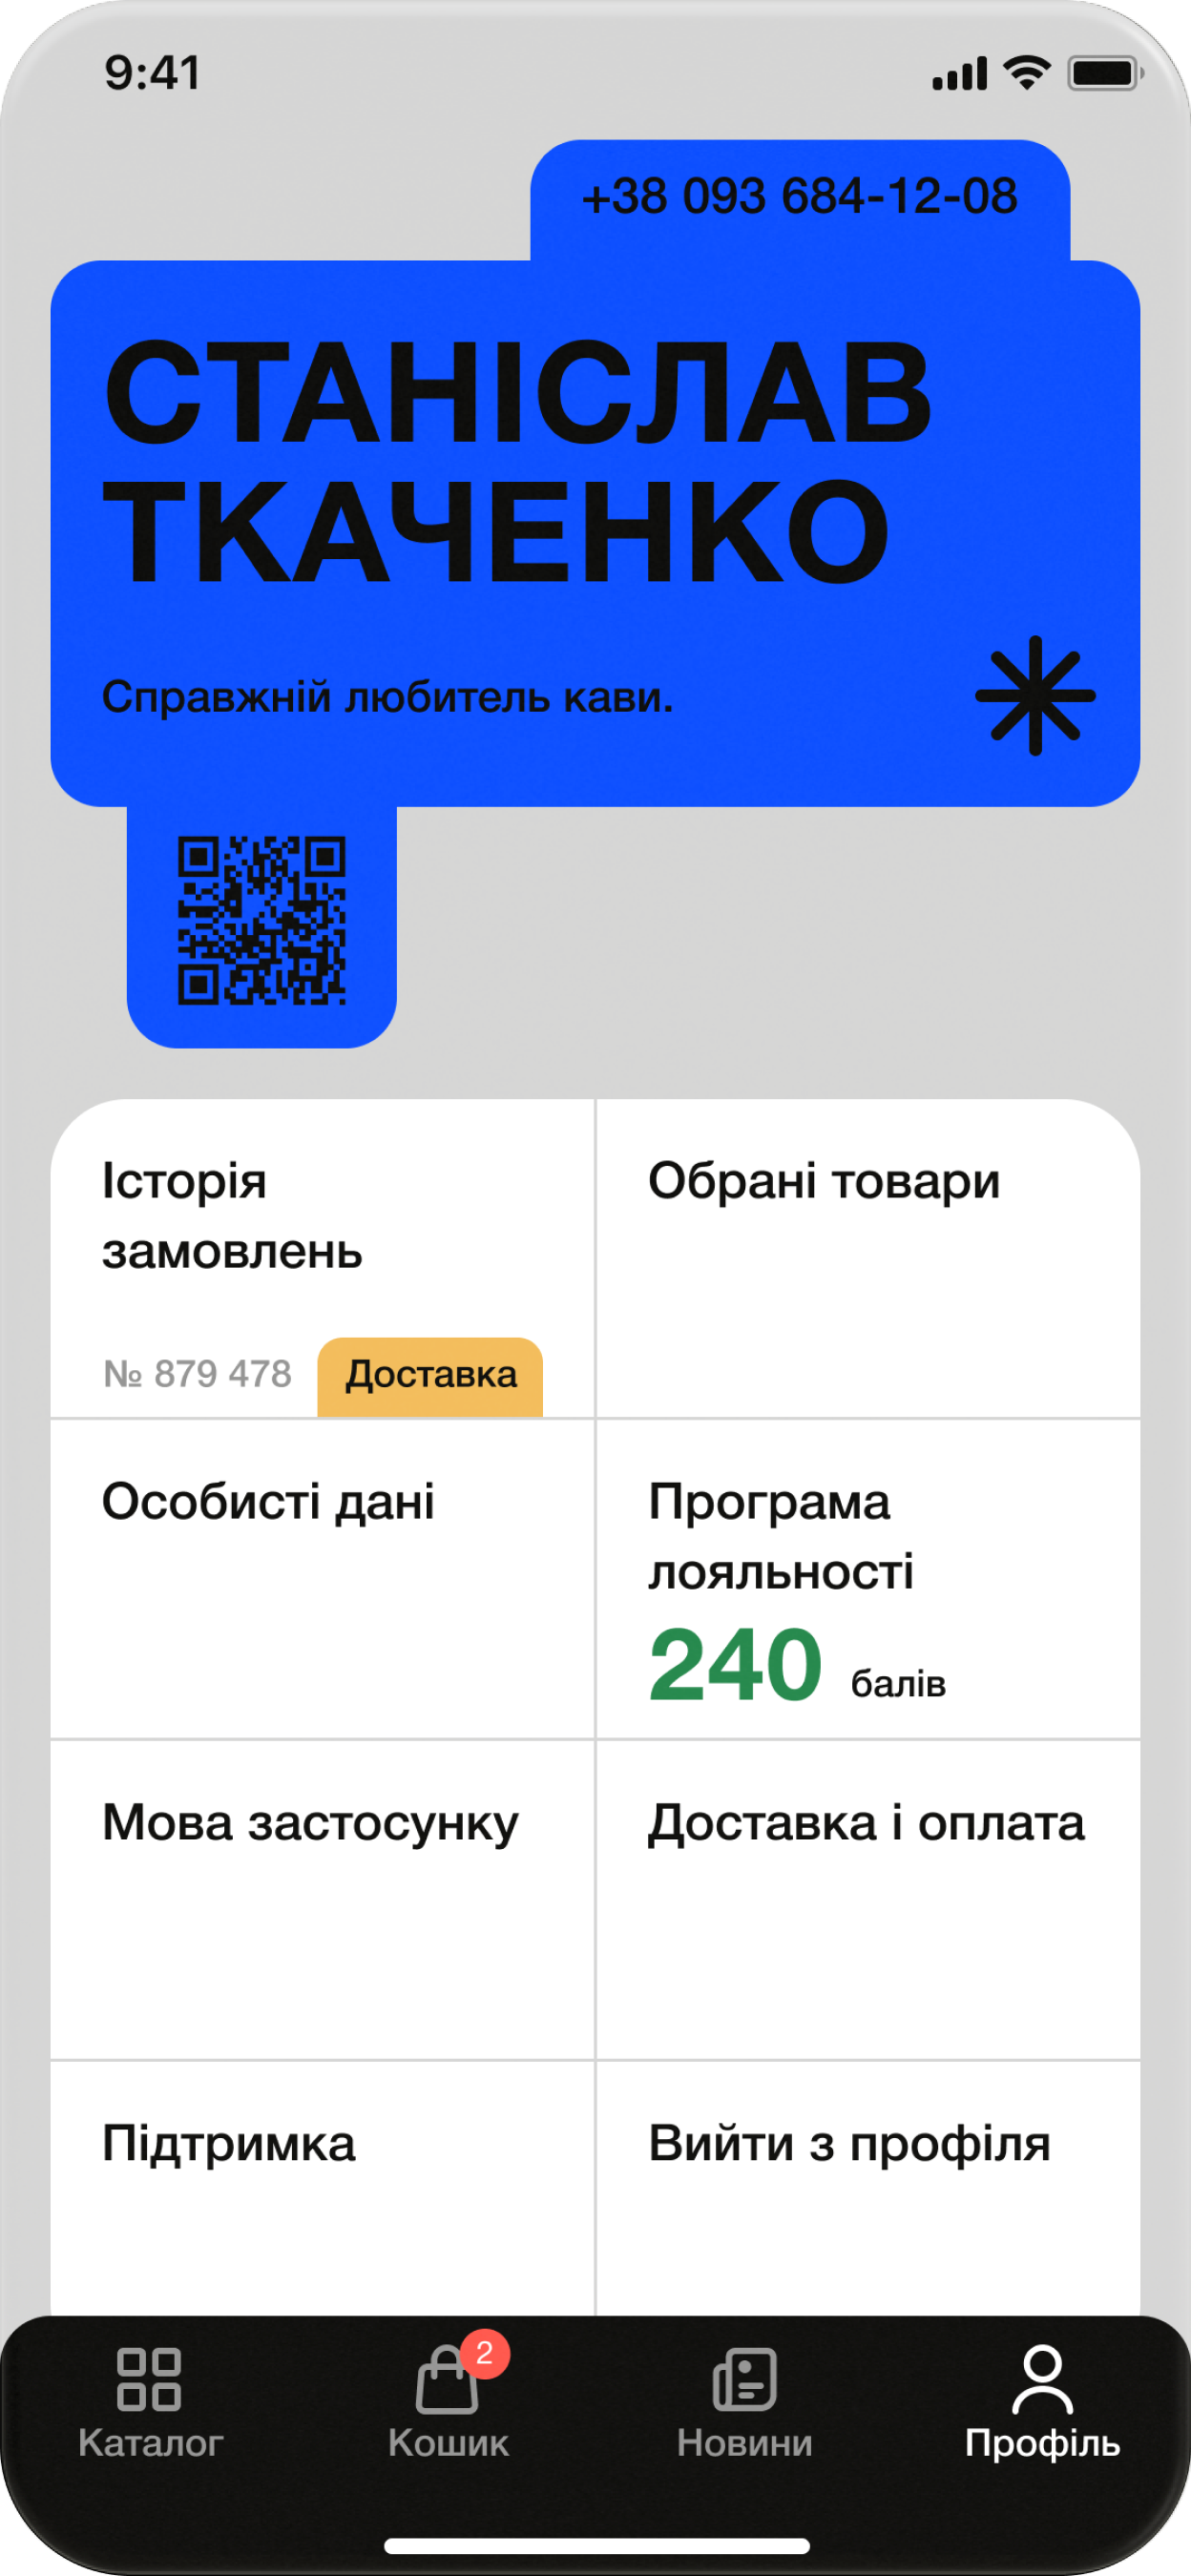 9:41
+38 093 684-12-08
СТАНІСЛАВ
ТКАЧЕНКО
Справжній любитель кави.
Історія
замовлень
№ 879 478 Доставка
Обрані товари
Особисті дані
Програма
лояльності
240 балів
Мова застосунку
Доставка і оплата
Підтримка
Вийти з профіля
Каталог
2
Кошик
Новини
Профіль